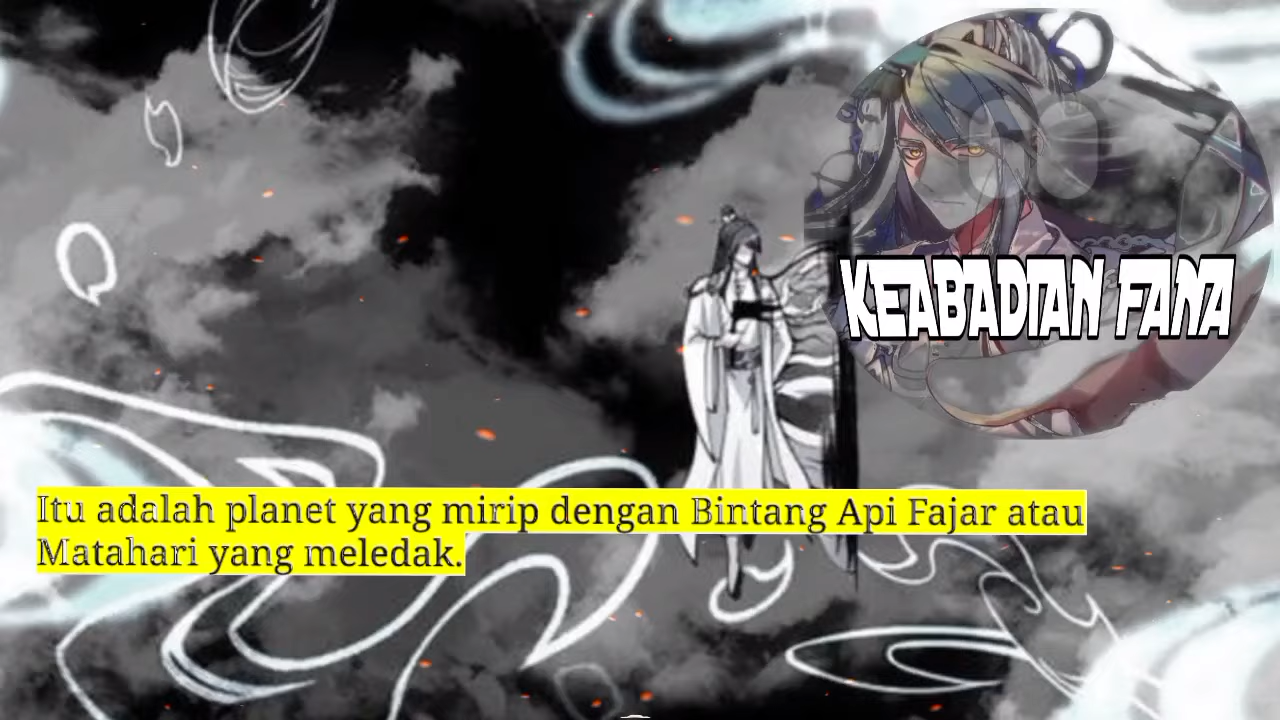 KEABADIAN FANA
Itu adalah planet yang mirip dengan Bintang Api Fajar atau
Matahari yang meledak.